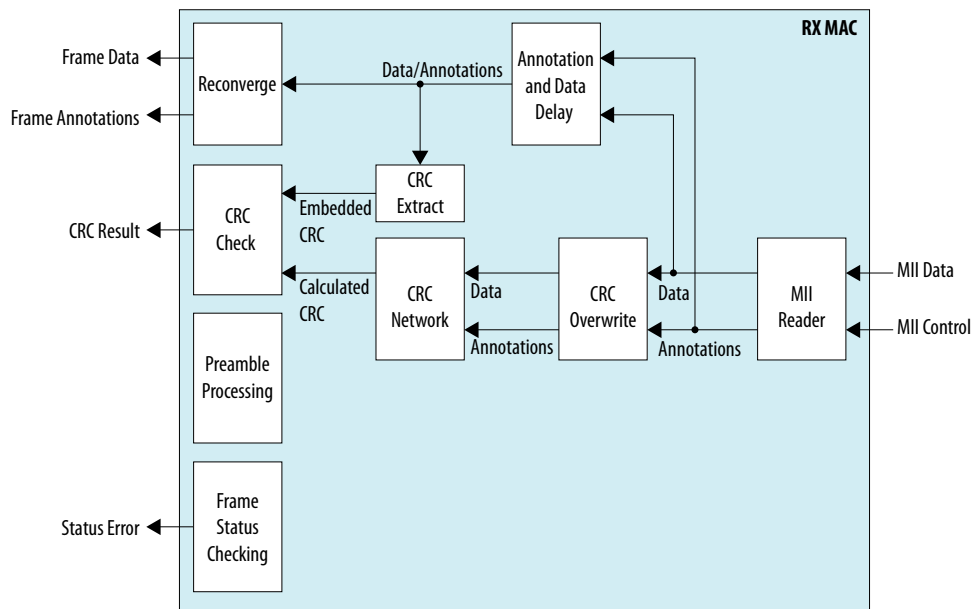 RX MAC
Frame Data
Frame Annotations
Reconverge
Data/Annotations
Annotation
and Data
Delay
CRC
Extract
Embedded
CRC
CRC
Check
CRC Result
Calculated
CRC
CRC
Network
Data
Annotations
CRC
Overwrite
Data
Annotations
MII
Reader
MII Data
MII Control
Preamble
Processing
Frame
Status
Checking
Status Error